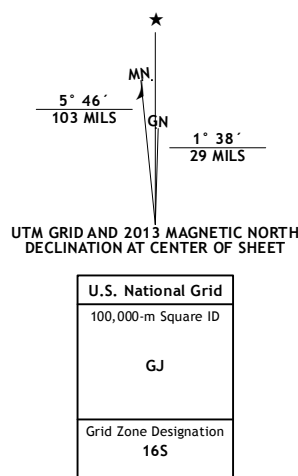 ★
MN.
5° 46´
103 MILS
GN
1° 38´
29 MILS
UTM GRID AND 2013 MAGNETIC NORTH
DECLINATION AT CENTER OF SHEET
U.S. National Grid
100,000-m Square ID
GJ
Grid Zone Designation
16S